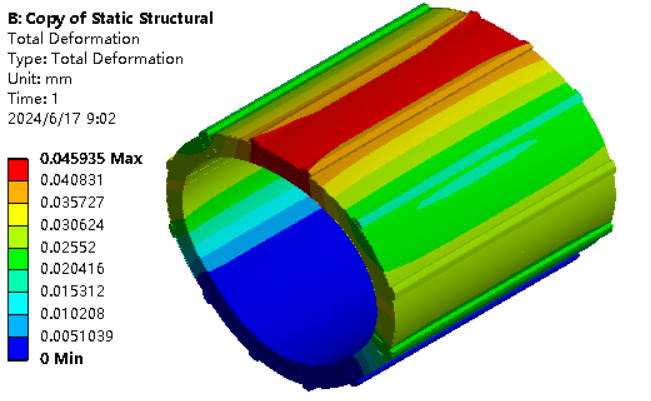 B: Copy of Static Structural
Total Deformation
Type: Total Deformation
Unit: mm
Time: 1
2024/6/17 9:02
0.045935 Max
0.040831
0.035727
0.030624
0.02552
0.020416
0.015312
0.010208
0.0051039
0 Min